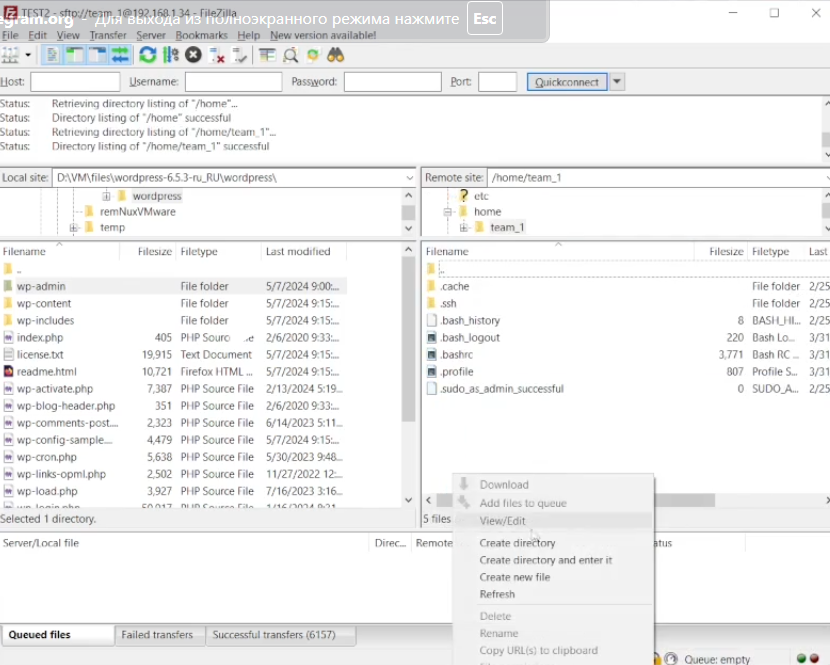 TEST2 - sftp://team_1@192.168.1.34 - FileZilla
egram.org - Для выхода из полноэкранного режима нажмите Esc
File Edit View Transfer Server Bookmarks Help New version available!
Host: Username: Password: Port: Quickconnect
Status: Retrieving directory listing of "/home"...
Status: Directory listing of "/home" successful
Status: Retrieving directory listing of "/home/team_1"...
Status: Directory listing of "/home/team_1" successful
Local site: D:\VM\files\wordpress-6.5.3-ru_RU\wordpress\
wordpress
remNuxVMware
temp
Filename Filesize Filetype Last modified
..
wp-admin File folder 5/7/2024 9:00:...
wp-content File folder 5/7/2024 9:15:...
wp-includes File folder 5/7/2024 9:15:...
index.php 405 PHP Sourc 2/6/2020 9:33:...
license.txt 19,915 Text Document 5/7/2024 9:15:...
readme.html 10,721 Firefox HTML ... 5/7/2024 9:15:...
wp-activate.php 7,387 PHP Source File 2/13/2024 5:19...
wp-blog-header.php 351 PHP Source File 2/6/2020 9:33:...
wp-comments-post.... 2,323 PHP Source File 6/14/2023 5:11...
wp-config-sample.... 4,479 PHP Source File 5/7/2024 9:15:...
wp-cron.php 5,638 PHP Source File 5/30/2023 9:48...
wp-links-opml.php 2,502 PHP Source File 11/27/2022 12:...
wp-load.php 3,927 PHP Source File 7/16/2023 3:16...
wp-login.php PHP Source File
Selected 1 directory.
Remote site: /home/team_1
etc
home
team_1
Filename Filesize Filetype Last
..
.cache File folder 2/25
.ssh File folder 2/25
.bash_history 8 BASH_HI... 2/25
.bash_logout 220 Bash Lo... 3/31
.bashrc 3,771 Bash RC ... 3/31
.profile 807 Profile S... 3/31
.sudo_as_admin_successful 0 SUDO_A... 2/25
5 files
Download
Add files to queue
View/Edit
Create directory
Create directory and enter it
Create new file
Refresh
Delete
Rename
Copy URL(s) to clipboard
Server/Local file Direc... Remote atus
Queued files Failed transfers Successful transfers (6157)
Queue: empty